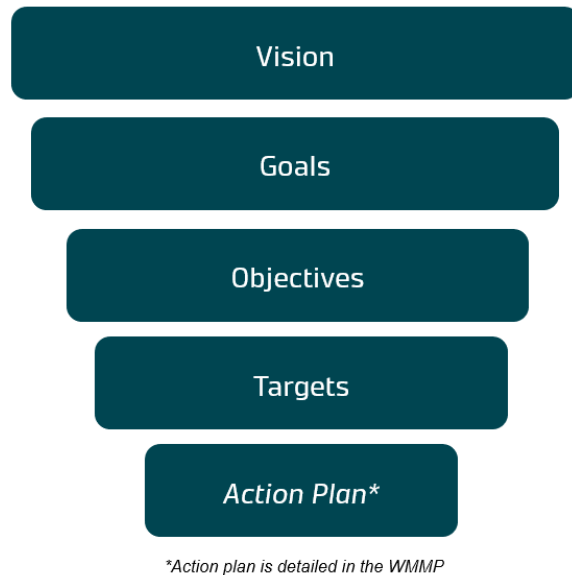 Vision
Goals
Objectives
Targets
Action Plan*
*Action plan is detailed in the WMMP